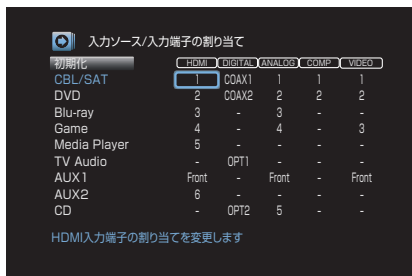 入力ソース/入力端子の割り当て
初期化 HDMI DIGITAL ANALOG COMP VIDEO
CBL/SAT 1 COAX1 1 1 1
DVD 2 COAX2 2 2 2
Blu-ray 3 - 3 - -
Game 4 - 4 - 3
Media Player 5 - - - -
TV Audio - OPT1 - - -
AUX1 Front - Front - Front
AUX2 6 - - - -
CD - OPT2 5 - -
HDMI入力端子の割り当てを変更します